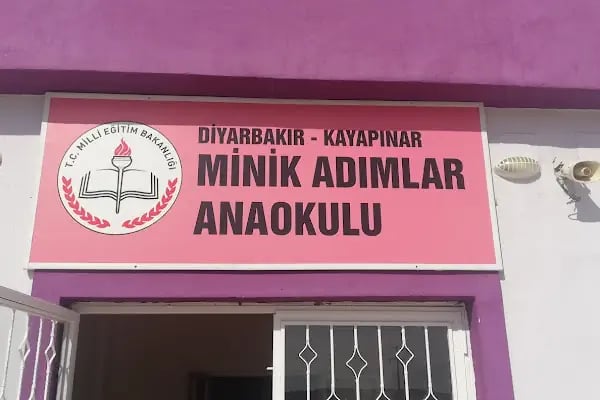 T.C. MİLLİ EĞİTİM BAKANLIĞI
DİYARBAKIR - KAYAPINAR
MİNİK ADIMLAR
ANAOKULU